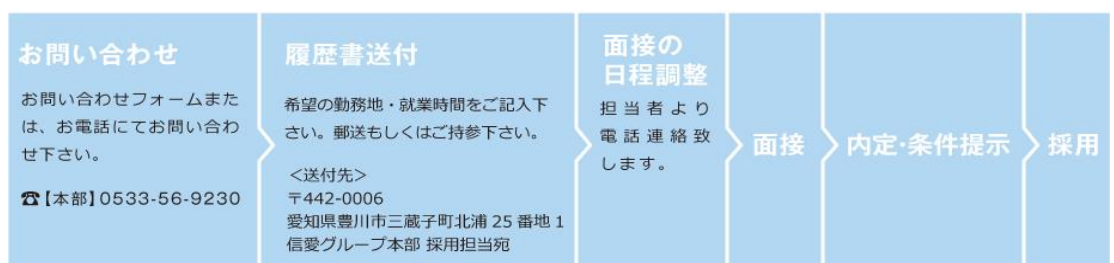 お問い合わせ
お問い合わせフォームまた
は、お電話にてお問い合わ
せ下さい。
☎【本部】0533-56-9230
履歴書送付
希望の勤務地・就業時間をご記入下
さい。郵送もしくはご持参下さい。
＜送付先＞
〒442-0006
愛知県豊川市三蔵子町北浦 25 番地 1
信愛グループ本部 採用担当宛
面接の
日程調整
担当者より
電話連絡致
します。
面接
内定・条件提示
採用